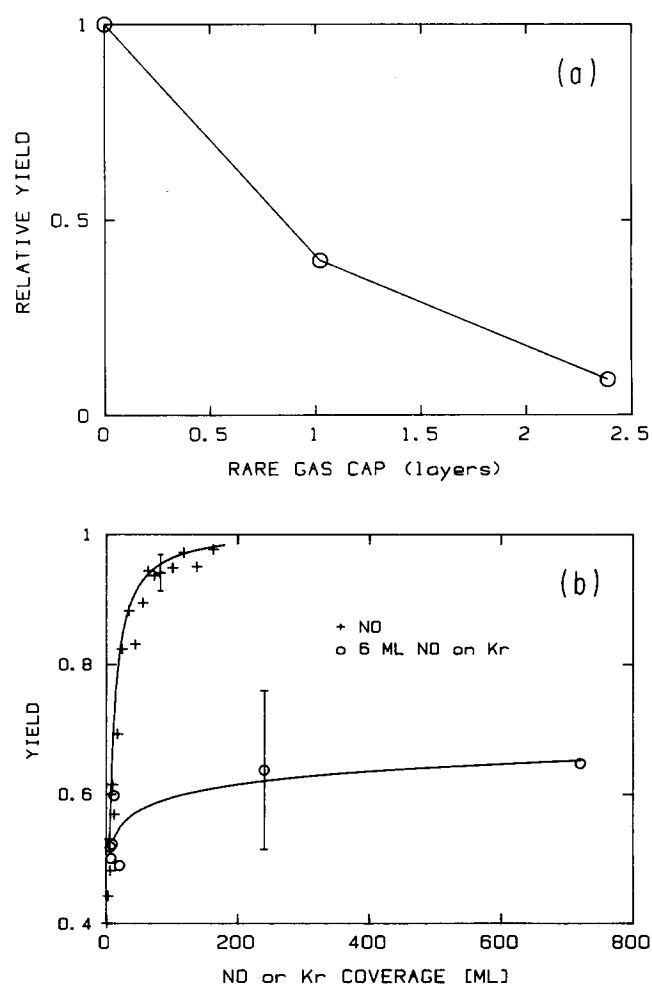 (a)
RELATIVE YIELD
1
0.5
0
0
0.5
1
1.5
2
2.5
RARE GAS CAP (layers)
(b)
YIELD
1
0.8
0.6
0.4
+ NO
o 6 ML NO on Kr
0
200
400
600
800
NO or Kr COVERAGE [ML]